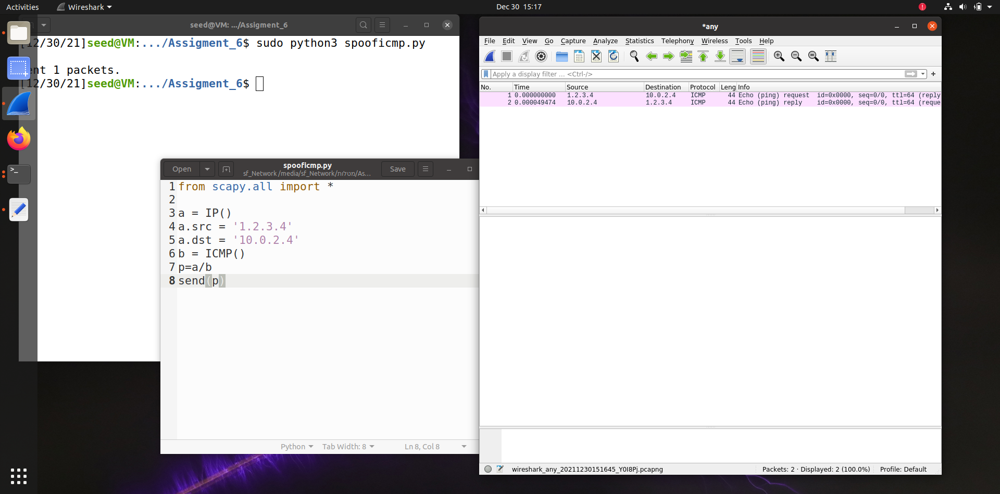 Activities
Wireshark
Dec 30 15:17
seed@VM: .../Assigment_6
[12/30/21]seed@VM:.../Assigment_6$ sudo python3 spooficmp.py
ent 1 packets.
[12/30/21]seed@VM:.../Assigment_6$
Open
spooficmp.py
sf_Network /media/sf_Network/מטלות/As...
Save
1 from scapy.all import *
2
3 a = IP()
4 a.src = '1.2.3.4'
5 a.dst = '10.0.2.4'
6 b = ICMP()
7 p=a/b
8 send(p)
Python
Tab Width: 8
Ln 8, Col 8
*any
File Edit View Go Capture Analyze Statistics Telephony Wireless Tools Help
Apply a display filter ... <Ctrl-/>
No. Time Source Destination Protocol Leng Info
1 0.000000000 1.2.3.4 10.0.2.4 ICMP 44 Echo (ping) request id=0x0000, seq=0/0, ttl=64 (reply
2 0.000049474 10.0.2.4 1.2.3.4 ICMP 44 Echo (ping) reply id=0x0000, seq=0/0, ttl=64 (reque
wireshark_any_20211230151645_Y0I8Pj.pcapng
Packets: 2 · Displayed: 2 (100.0%)
Profile: Default